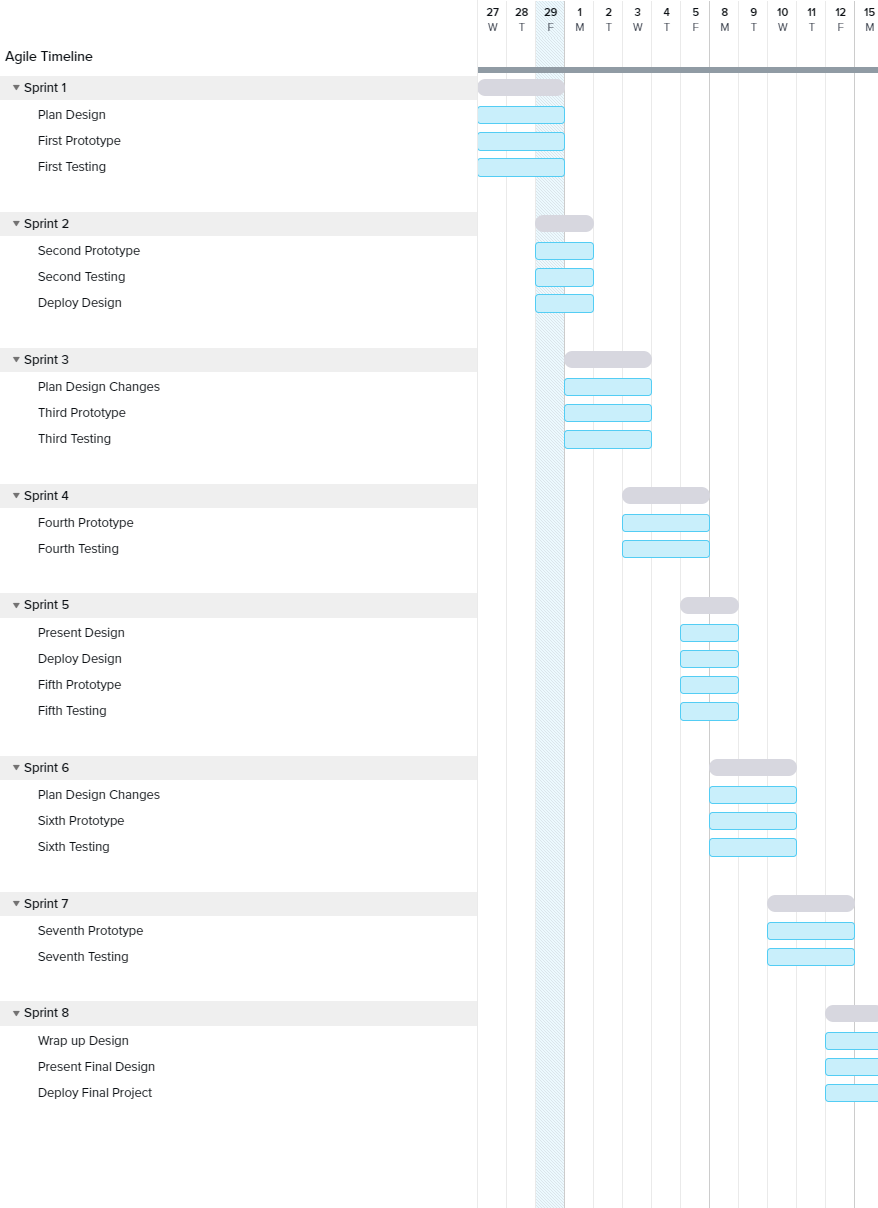 27 28 29 1 2 3 4 5 8 9 10 11 12 15
W T F M T W T F M T W T F M
Agile Timeline
Sprint 1
Plan Design
First Prototype
First Testing
Sprint 2
Second Prototype
Second Testing
Deploy Design
Sprint 3
Plan Design Changes
Third Prototype
Third Testing
Sprint 4
Fourth Prototype
Fourth Testing
Sprint 5
Present Design
Deploy Design
Fifth Prototype
Fifth Testing
Sprint 6
Plan Design Changes
Sixth Prototype
Sixth Testing
Sprint 7
Seventh Prototype
Seventh Testing
Sprint 8
Wrap up Design
Present Final Design
Deploy Final Project